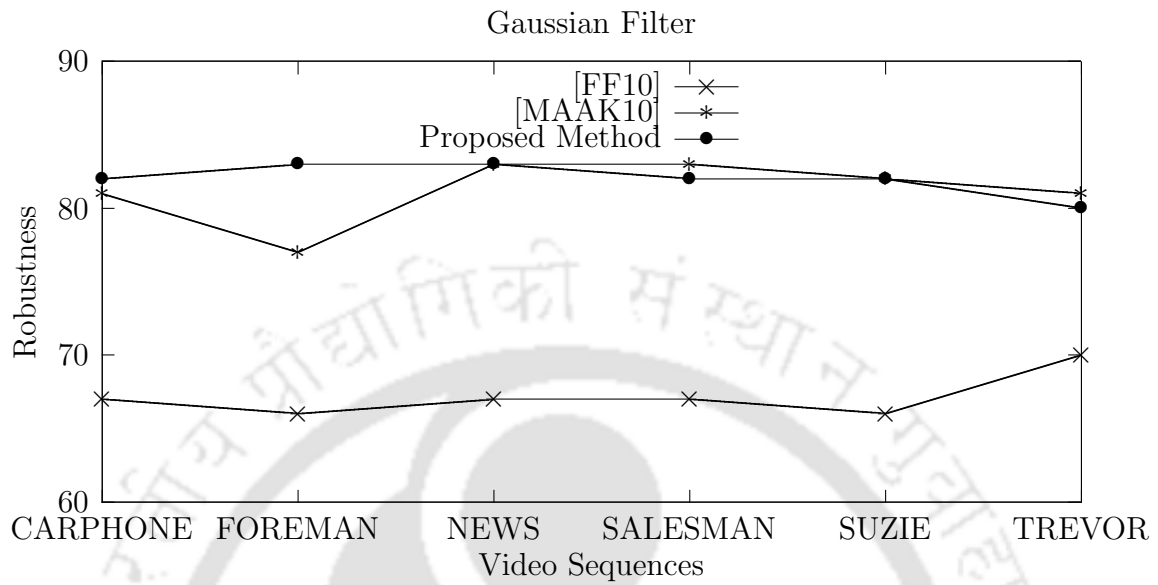 Gaussian Filter
90
[FF10]
[MAAK10]
Proposed Method
80
Robustness
70
60
CARPHONE FOREMAN NEWS SALESMAN SUZIE TREVOR
Video Sequences
प्रौद्योगिकी संस्थान